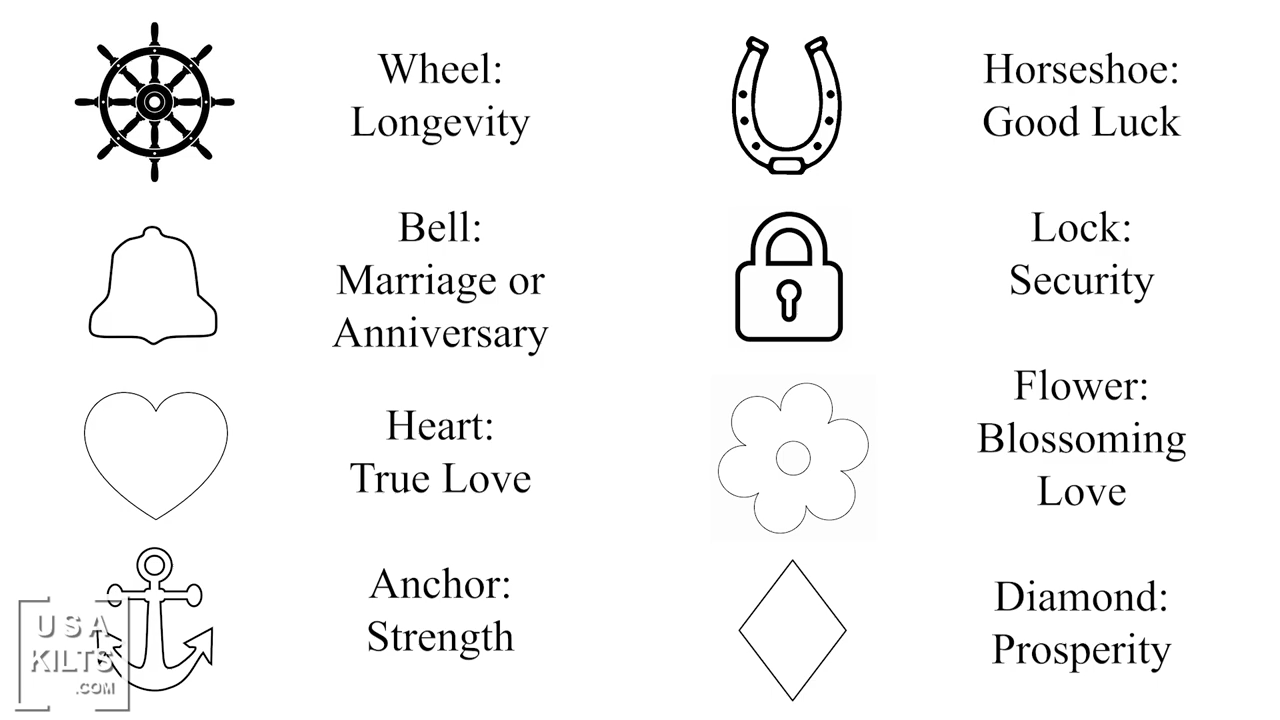 Wheel:
Longevity
Horseshoe:
Good Luck
Bell:
Marriage or
Anniversary
Lock:
Security
Heart:
True Love
Flower:
Blossoming
Love
Anchor:
Strength
Diamond:
Prosperity
USA
KILTS
.COM